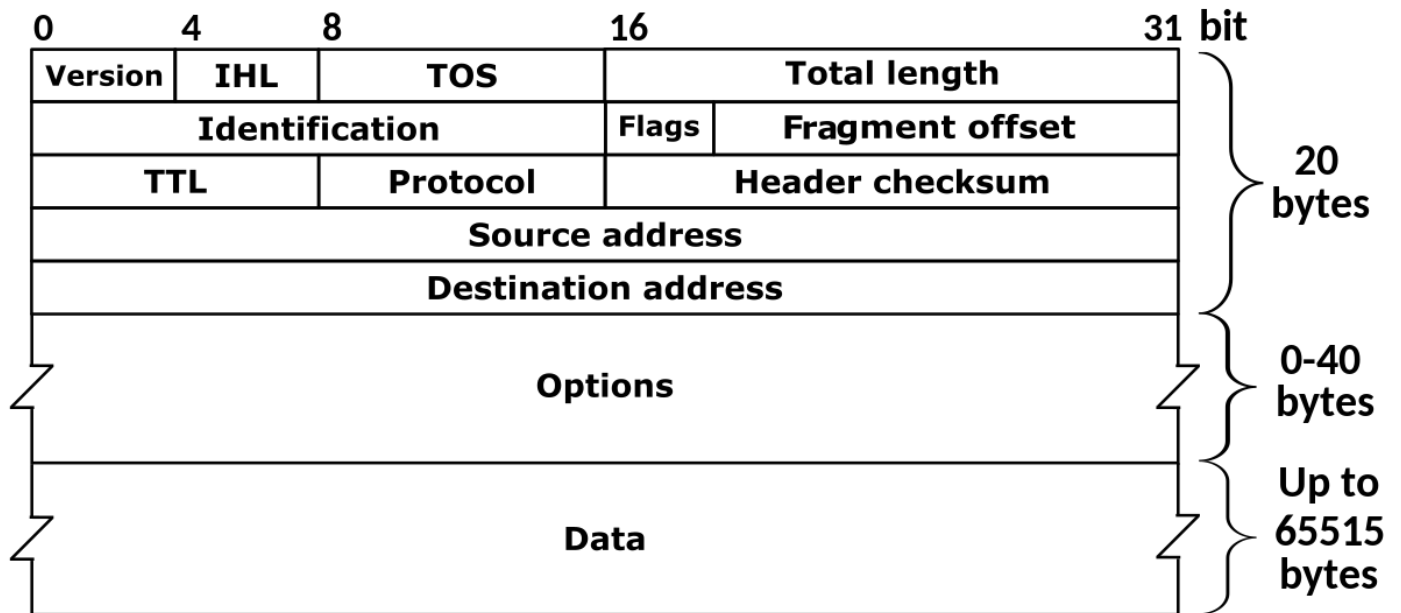 0 4 8 16 31 bit
Version IHL TOS Total length
Identification Flags Fragment offset
TTL Protocol Header checksum
Source address
Destination address
20
bytes
Options
0-40
bytes
Data
Up to
65515
bytes